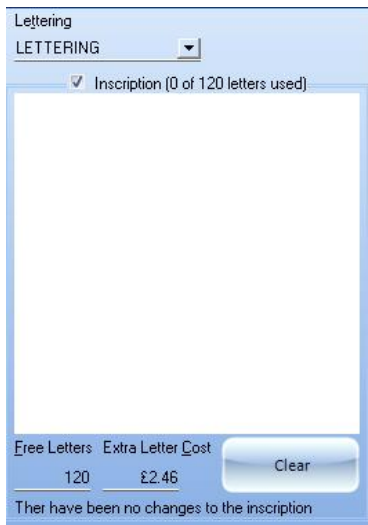 Lettering
LETTERING
Inscription (0 of 120 letters used)
Free Letters Extra Letter Cost
120 £2.46
Clear
Ther have been no changes to the inscription